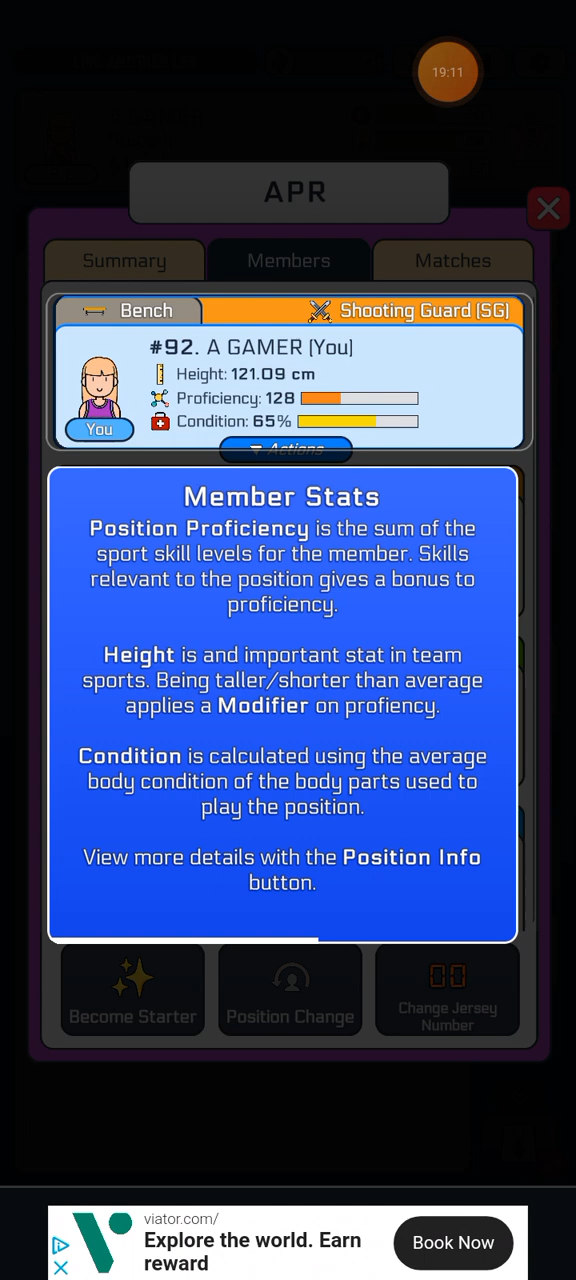 19:11
APR
Summary
Members
Matches
Bench
Shooting Guard (SG)
#92. A GAMER (You)
Height: 121.09 cm
Proficiency: 128
You
Condition: 65%
Actions
Member Stats
Position Proficiency is the sum of the
sport skill levels for the member. Skills
relevant to the position gives a bonus to
proficiency.
Height is and important stat in team
sports. Being taller/shorter than average
applies a Modifier on profiency.
Condition is calculated using the average
body condition of the body parts used to
play the position.
View more details with the Position Info
button.
00
Become Starter
Position Change
Change Jersey
Number
viator.com/
Explore the world. Earn
reward
Book Now